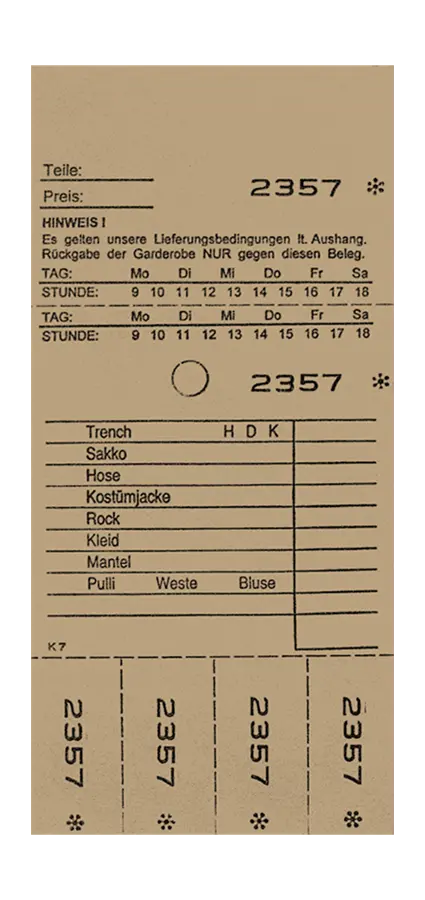 Teile:
Preis:
2357 *
HINWEIS !
Es gelten unsere Lieferungsbedingungen lt. Aushang.
Rückgabe der Garderobe NUR gegen diesen Beleg.
TAG: Mo Di Mi Do Fr Sa
STUNDE: 9 10 11 12 13 14 15 16 17 18
TAG: Mo Di Mi Do Fr Sa
STUNDE: 9 10 11 12 13 14 15 16 17 18
2357 *
Trench H D K
Sakko
Hose
Kostümjacke
Rock
Kleid
Mantel
Pulli Weste Bluse
K7
2357 *
2357 *
2357 *
2357 *